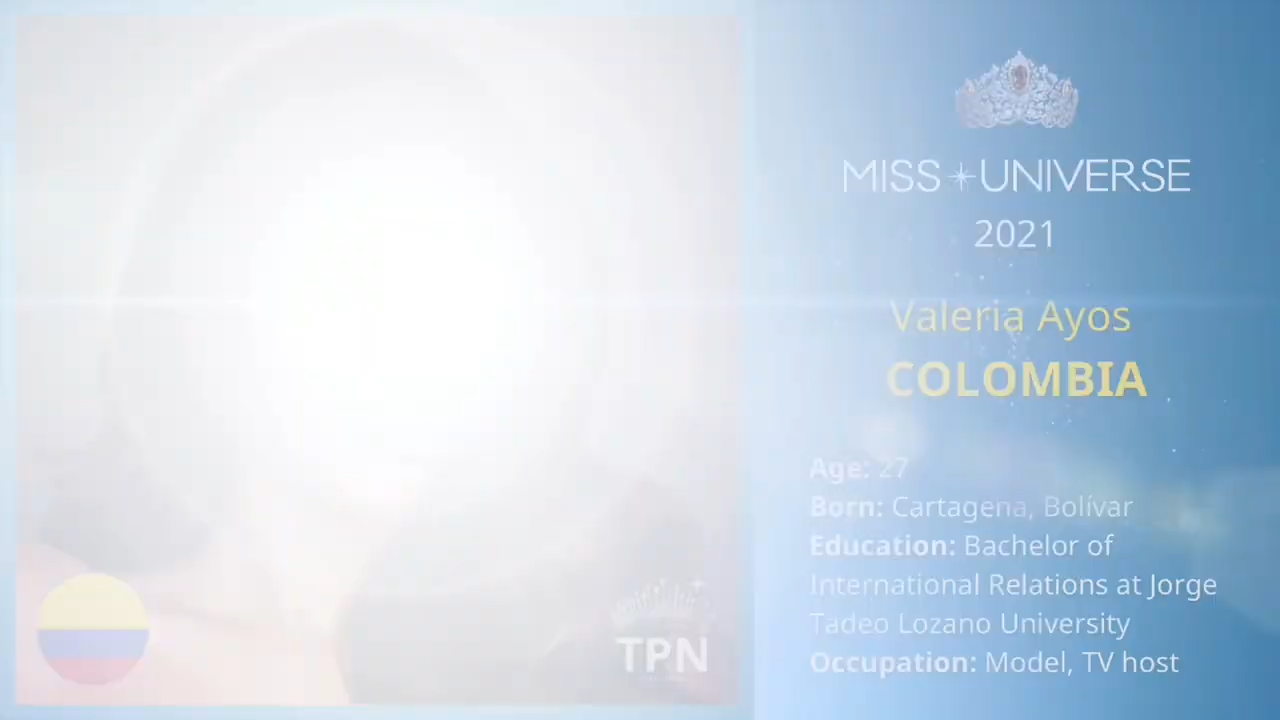 MISS UNIVERSE
2021
Valeria Ayos
COLOMBIA
Age: 27
Born: Cartagena, Bolívar
Education: Bachelor of
International Relations at Jorge
Tadeo Lozano University
Occupation: Model, TV host
TPN